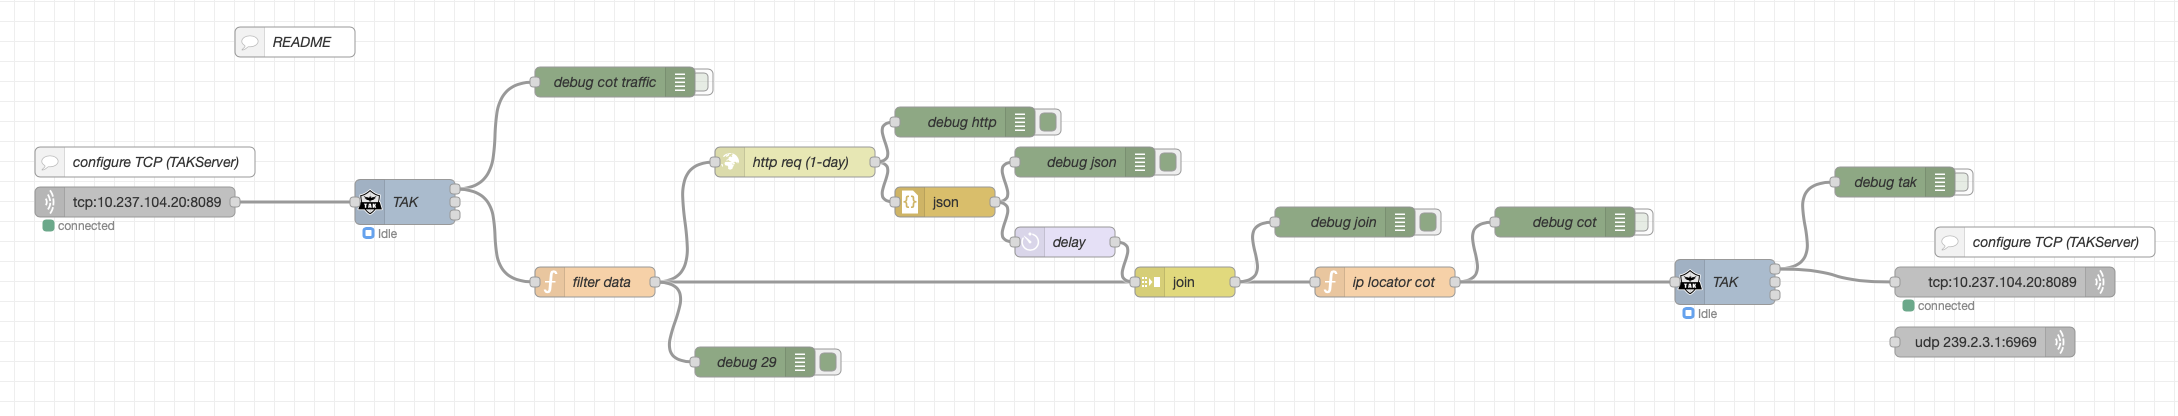 README
debug cot traffic
debug http
configure TCP (TAKServer)
http req (1-day)
debug json
tcp:10.237.104.20:8089
connected
TAK
TAK
Idle
{} json
debug tak
delay
debug join
debug cot
configure TCP (TAKServer)
f filter data
join
f ip locator cot
TAK
TAK
Idle
tcp:10.237.104.20:8089
connected
udp 239.2.3.1:6969
debug 29